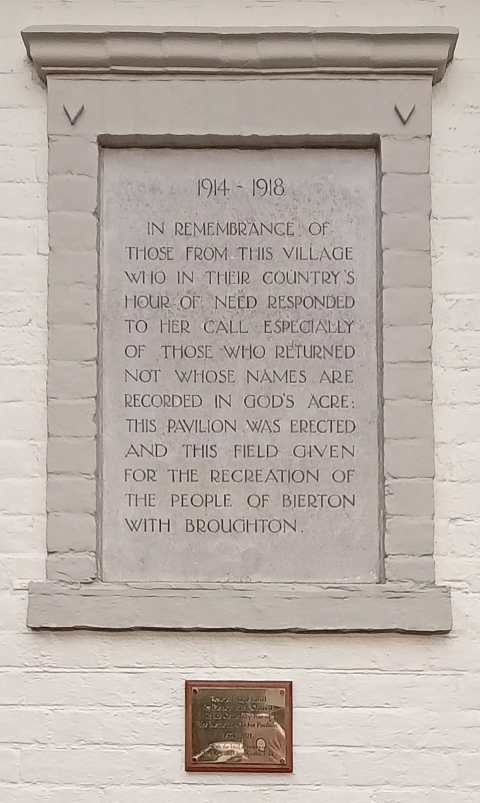 1914 - 1918
IN REMEMBRANCE OF
THOSE FROM THIS VILLAGE
WHO IN THEIR COUNTRY'S
HOUR OF NEED RESPONDED
TO HER CALL ESPECIALLY
OF THOSE WHO RETURNED
NOT WHOSE NAMES ARE
RECORDED IN GOD'S ACRE:
THIS PAVILION WAS ERECTED
AND THIS FIELD GIVEN
FOR THE RECREATION OF
THE PEOPLE OF BIERTON
WITH BROUGHTON.